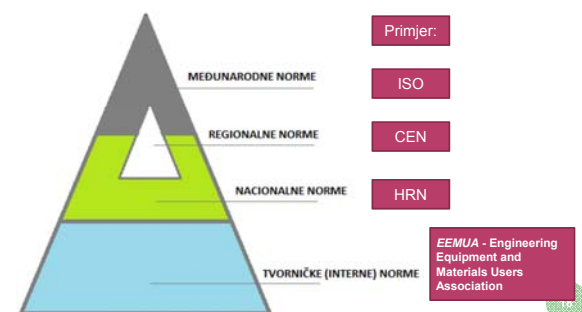 Primjer:
MEĐUNARODNE NORME
ISO
REGIONALNE NORME
CEN
NACIONALNE NORME
HRN
TVORNIČKE (INTERNE) NORME
EEMUA - Engineering
Equipment and
Materials Users
Association